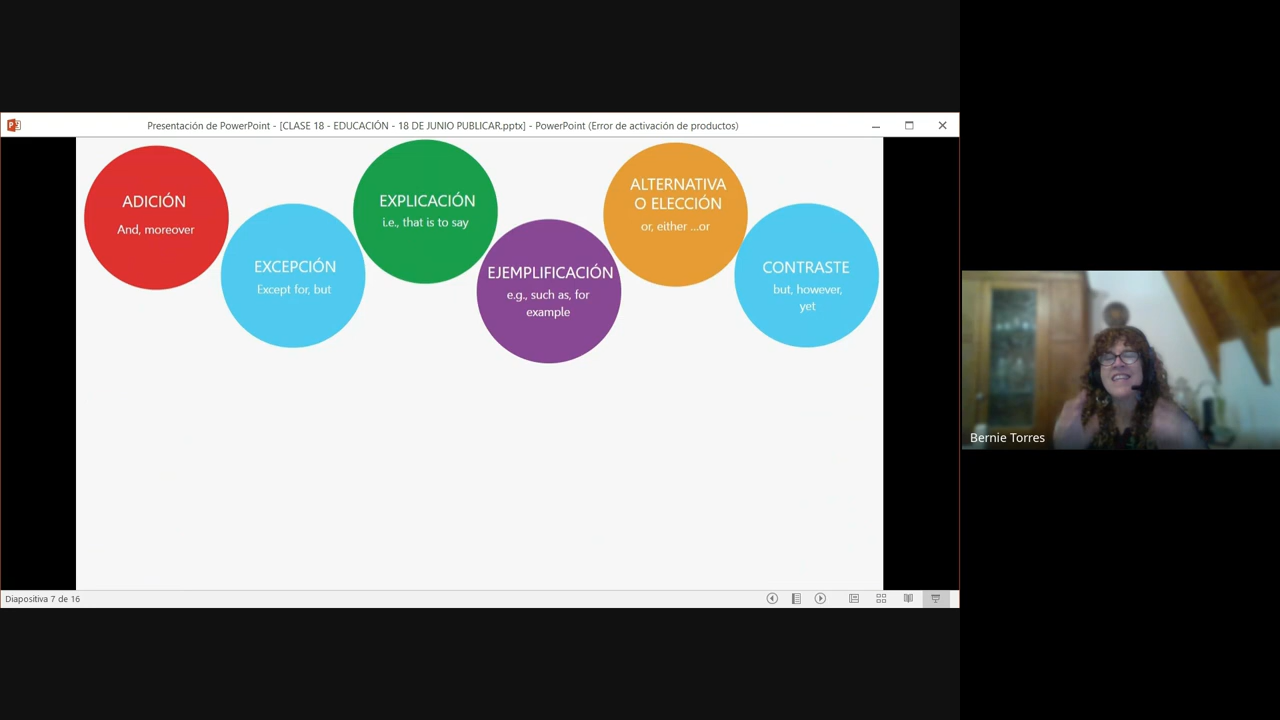 Presentación de PowerPoint - [CLASE 18 - EDUCACIÓN - 18 DE JUNIO PUBLICAR.pptx] - PowerPoint (Error de activación de productos)
ADICIÓN
And, moreover
EXCEPCIÓN
Except for, but
EXPLICACIÓN
i.e., that is to say
EJEMPLIFICACIÓN
e.g., such as, for
example
ALTERNATIVA
O ELECCIÓN
or, either ...or
CONTRASTE
but, however,
yet
Bernie Torres
Diapositiva 7 de 16